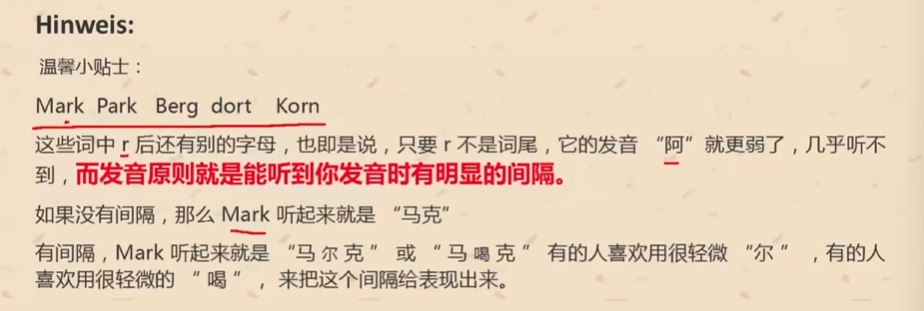 Hinweis:
温馨小贴士：
Mark Park Berg dort Korn
这些词中 r 后还有别的字母，也即是说，只要 r 不是词尾，它的发音 “阿”就更弱了，几乎听不
到，而发音原则就是能听到你发音时有明显的间隔。
如果没有间隔，那么 Mark 听起来就是 “马克”
有间隔，Mark 听起来就是 “马尔克” 或 “马喝克” 有的人喜欢用很轻微 “尔” ，有的人
喜欢用很轻微的 “喝”，来把这个间隔给表现出来。